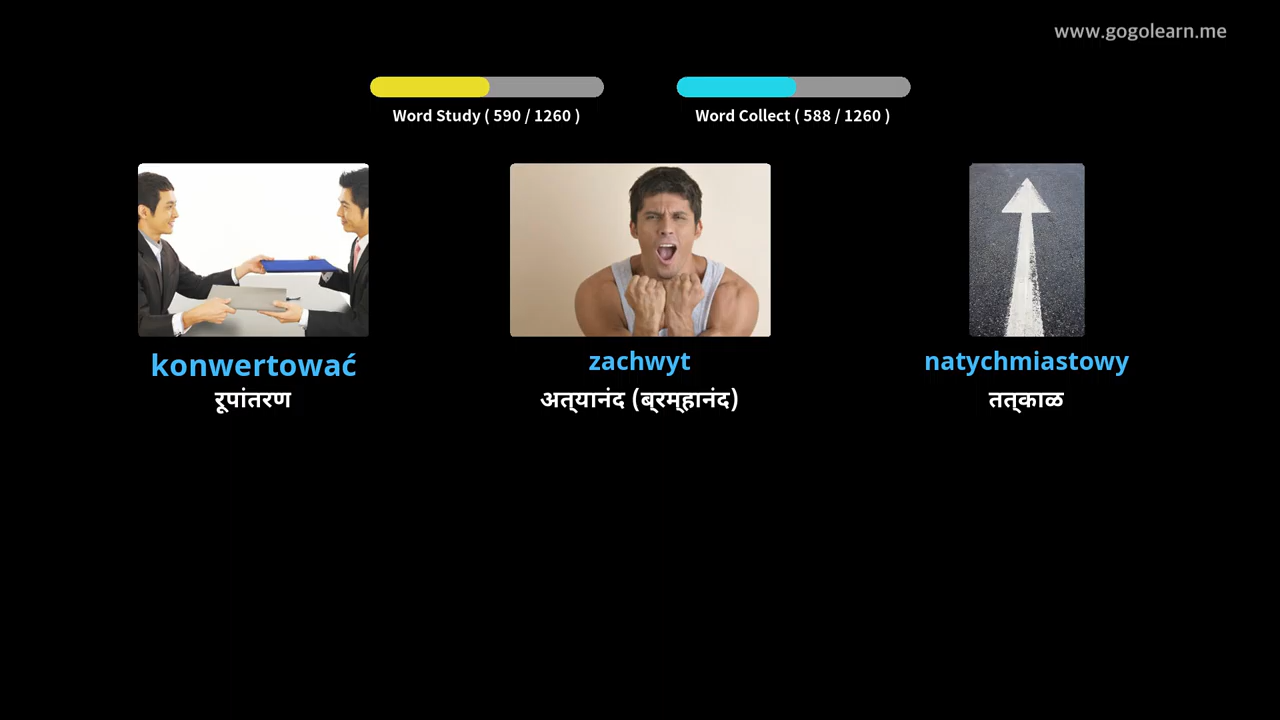 www.gogolearn.me
Word Study ( 590 / 1260 )
Word Collect ( 588 / 1260 )
konwertować
zachwyt
natychmiastowy
रूपांतरण
अत्‌यानंद (ब्‌रम्‌हानंद)
तत्‌काळ